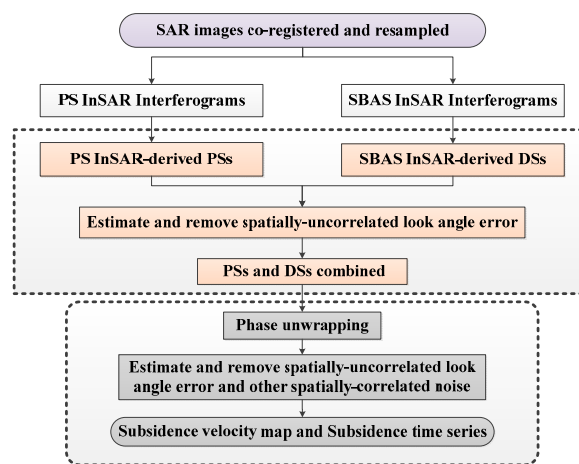 SAR images co-registered and resampled
PS InSAR Interferograms
SBAS InSAR Interferograms
PS InSAR-derived PSs
SBAS InSAR-derived DSs
Estimate and remove spatially-uncorrelated look angle error
PSs and DSs combined
Phase unwrapping
Estimate and remove spatially-uncorrelated look
angle error and other spatially-correlated noise
Subsidence velocity map and Subsidence time series